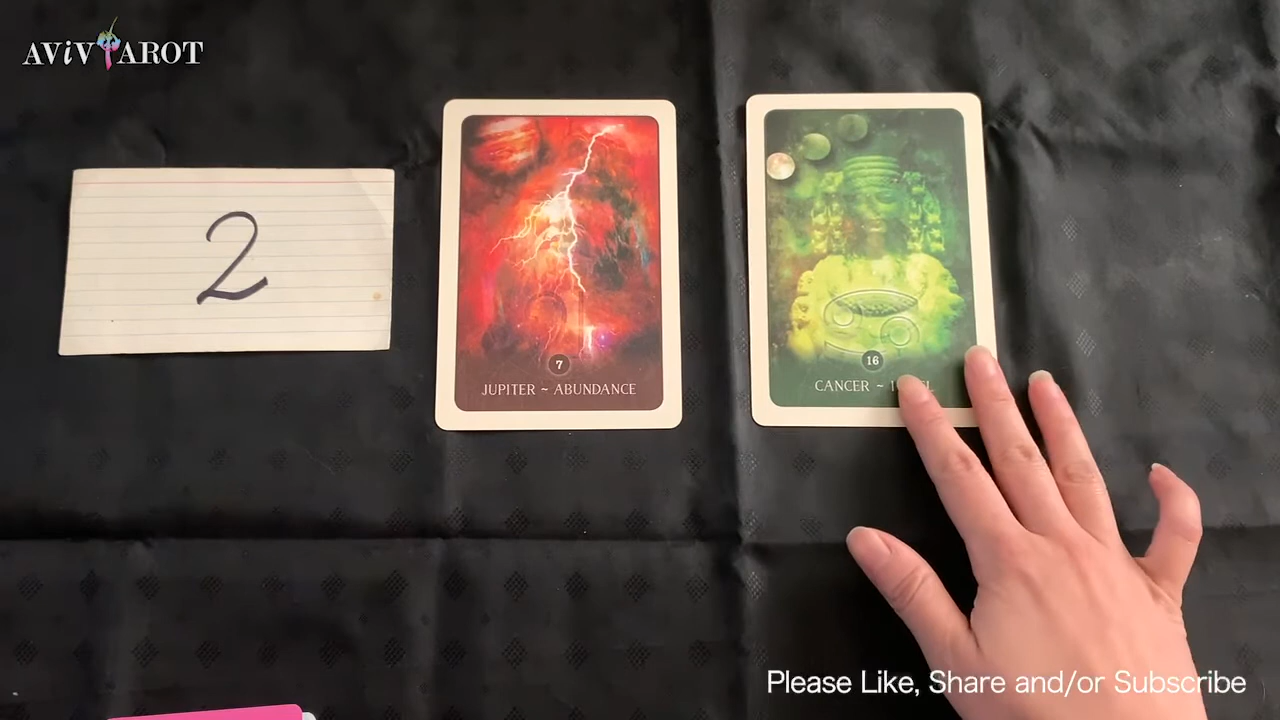 AViV TAROT
2
7
JUPITER ~ ABUNDANCE
16
CANCER ~
Please Like, Share and/or Subscribe